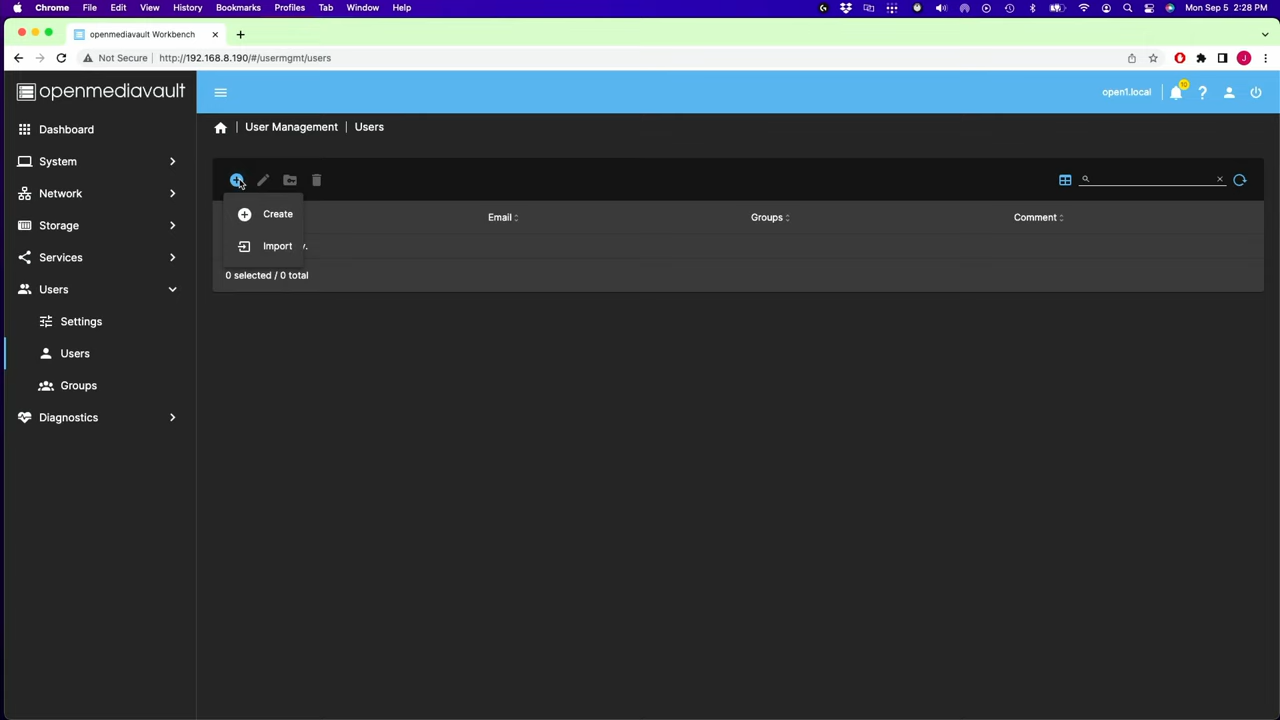 Chrome File Edit View History Bookmarks Profiles Tab Window Help Mon Sep 5 2:28 PM
openmediavault Workbench
Not Secure http://192.168.8.190/#/usermgmt/users J
openmediavault open1.local 10
User Management | Users
Dashboard
System
Network
Storage
Services
Users
Settings
Users
Groups
Diagnostics
Create
Import y.
Email Groups Comment
0 selected / 0 total